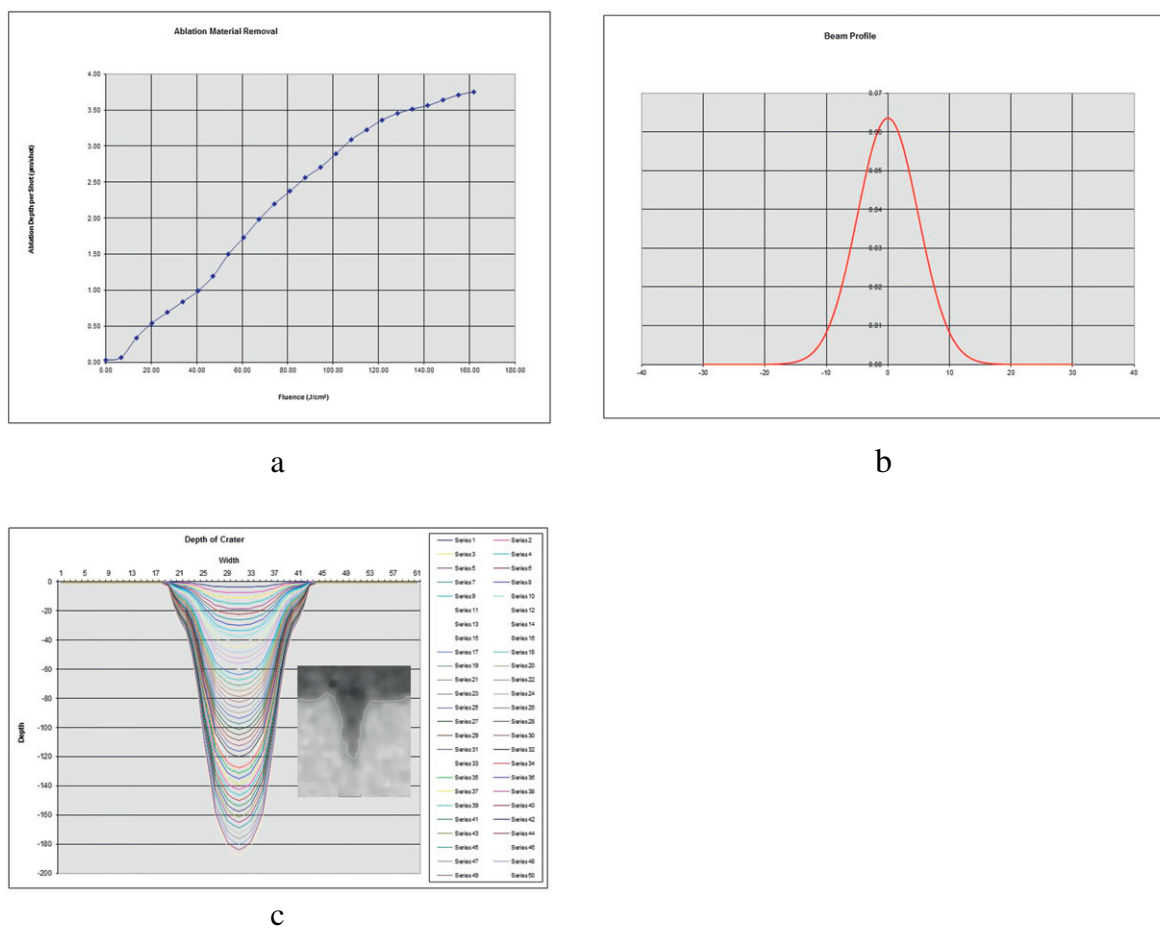 Ablation Material Removal
Ablation Depth per Shot (µm/shot)
4.00
3.50
3.00
2.50
2.00
1.50
1.00
0.50
0.00
0.00 20.00 40.00 60.00 80.00 100.00 120.00 140.00 160.00 180.00
Fluence (J/cm²)
a
Beam Profile
0.07
0.06
0.05
0.04
0.03
0.02
0.01
0.00
-40 -30 -20 -10 0 10 20 30 40
b
Depth of Crater
Width
1 5 9 13 17 21 25 29 33 37 41 45 49 53 57 61
Depth
0
-20
-40
-60
-80
-100
-120
-140
-160
-180
-200
Series1 Series2
Series3 Series4
Series5 Series6
Series7 Series8
Series9 Series10
Series11 Series12
Series13 Series14
Series15 Series16
Series17 Series18
Series19 Series20
Series21 Series22
Series23 Series24
Series25 Series26
Series27 Series28
Series29 Series30
Series31 Series32
Series33 Series34
Series35 Series36
Series37 Series38
Series39 Series40
Series41 Series42
Series43 Series44
Series45 Series46
Series47 Series48
Series49 Series50
c